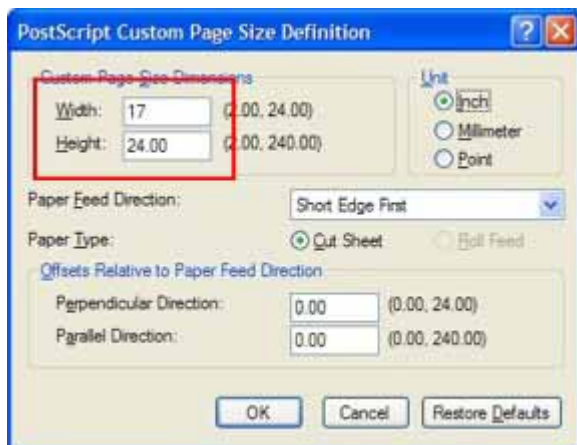 PostScript Custom Page Size Definition
Custom Page Size Dimensions
Width: 17 (2.00, 24.00)
Height: 24.00 (2.00, 240.00)
Unit
Inch
Millimeter
Point
Paper Feed Direction: Short Edge First
Paper Type: Cut Sheet Roll Feed
Offsets Relative to Paper Feed Direction
Perpendicular Direction: 0.00 (0.00, 24.00)
Parallel Direction: 0.00 (0.00, 240.00)
OK Cancel Restore Defaults